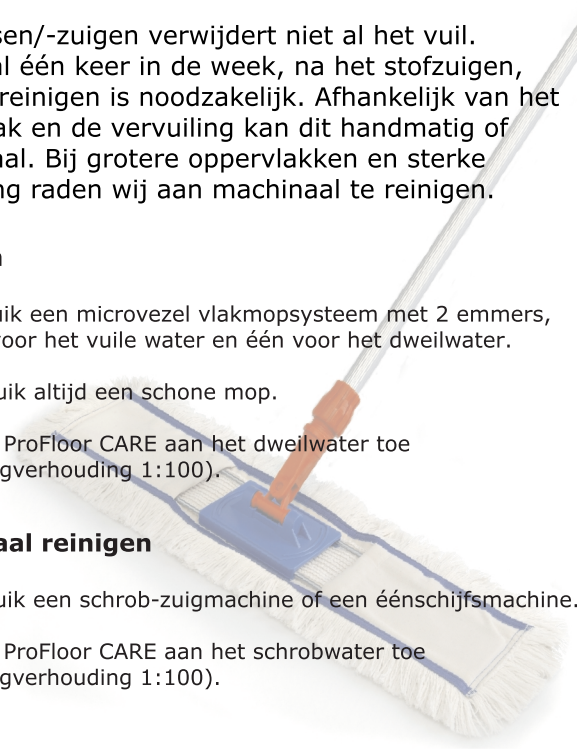 sen/-zuigen verwijdert niet al het vuil.
al één keer in de week, na het stofzuigen,
reinigen is noodzakelijk. Afhankelijk van het
ak en de vervuiling kan dit handmatig of
aal. Bij grotere oppervlakken en sterke
ng raden wij aan machinaal te reinigen.
n
uik een microvezel vlakmopsysteem met 2 emmers,
voor het vuile water en één voor het dweilwater.
uik altijd een schone mop.
ProFloor CARE aan het dweilwater toe
gverhouding 1:100).
aal reinigen
uik een schrob-zuigmachine of een éénschijfsmachine.
ProFloor CARE aan het schrobwater toe
gverhouding 1:100).